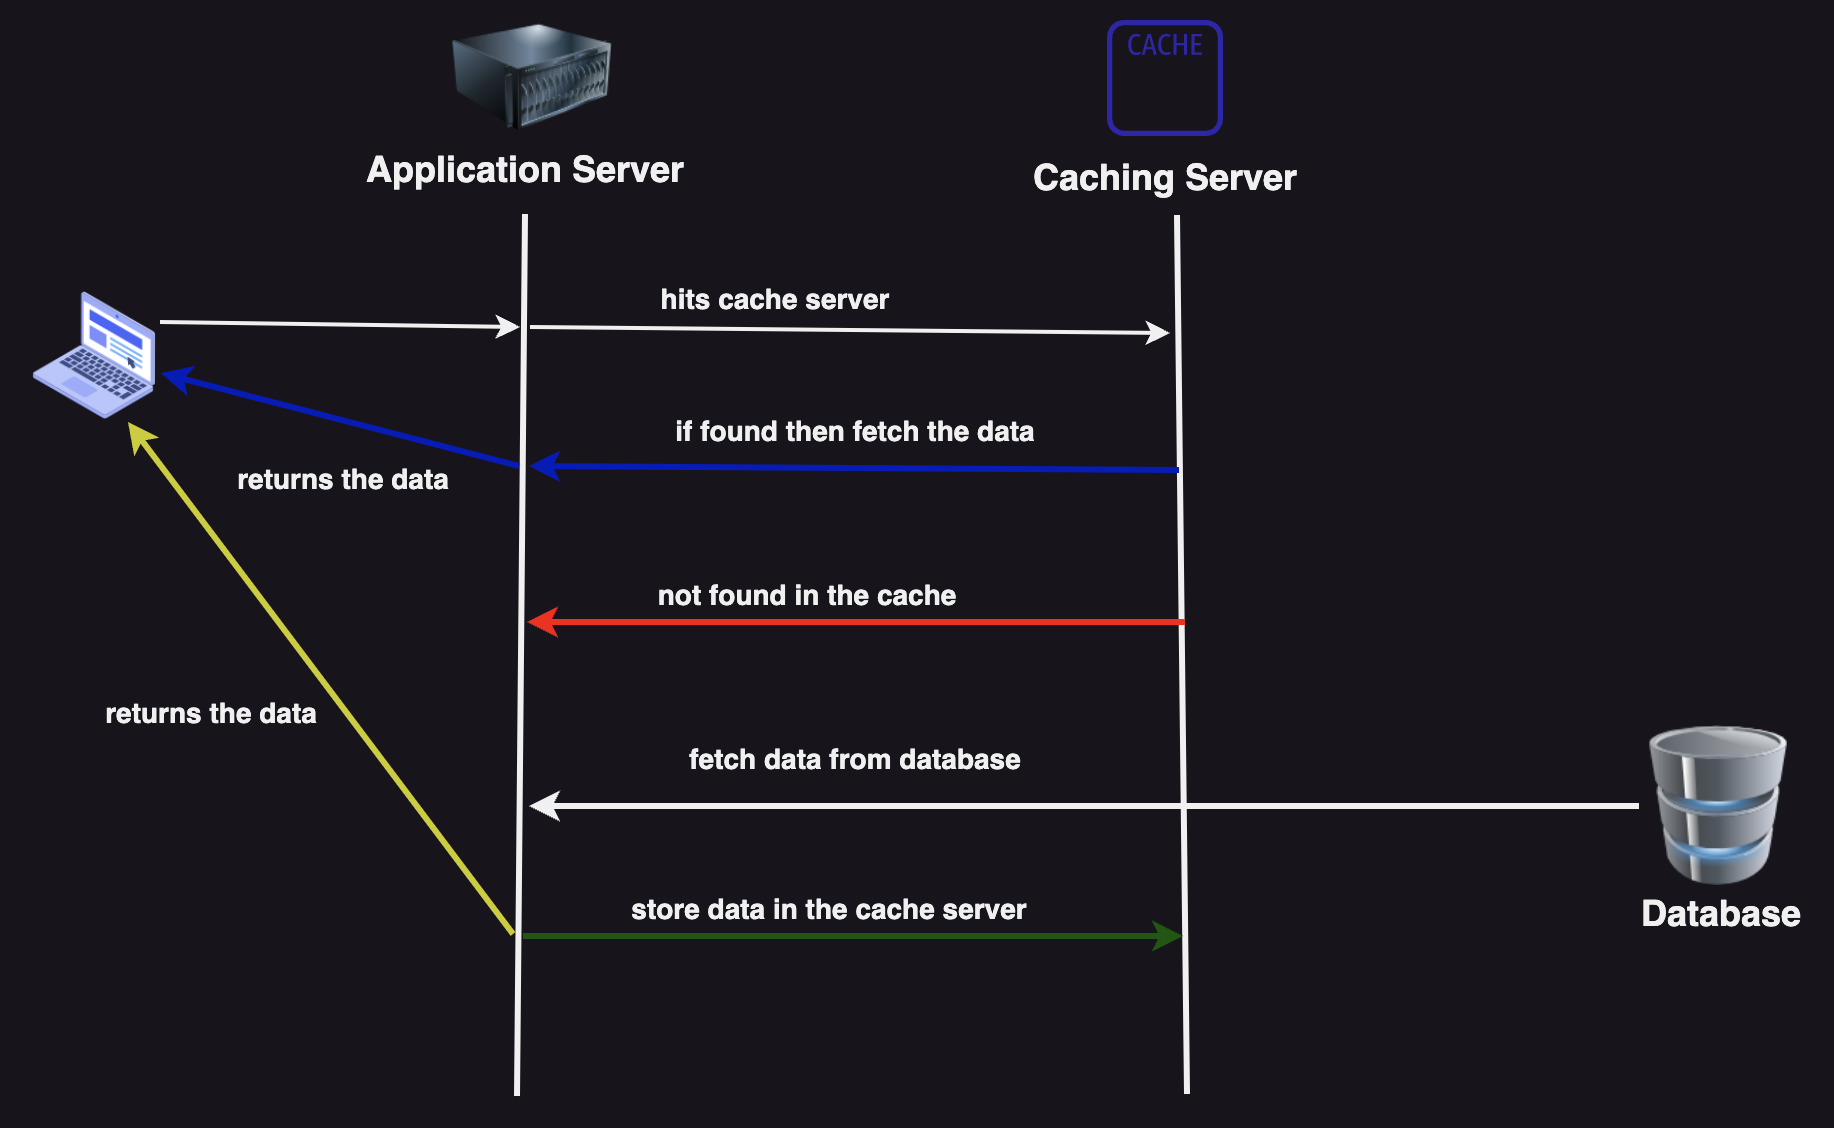 CACHE
Application Server
Caching Server
hits cache server
if found then fetch the data
returns the data
not found in the cache
returns the data
fetch data from database
store data in the cache server
Database